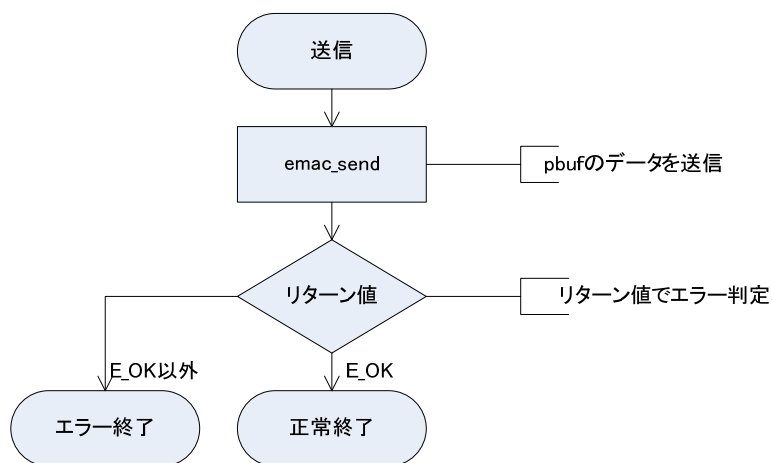 送信
emac_send
pbufのデータを送信
リターン値
リターン値でエラー判定
E_OK以外
E_OK
エラー終了
正常終了